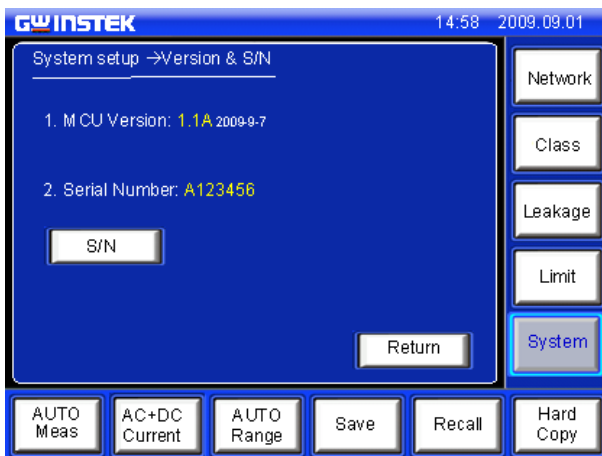 GWINSTEK 14:58 2009.09.01
System setup →Version & S/N
1. MCU Version: 1.1A 2009-9-7
2. Serial Number: A123456
S/N
Return
Network
Class
Leakage
Limit
System
AUTO
Meas
AC+DC
Current
AUTO
Range
Save
Recall
Hard
Copy